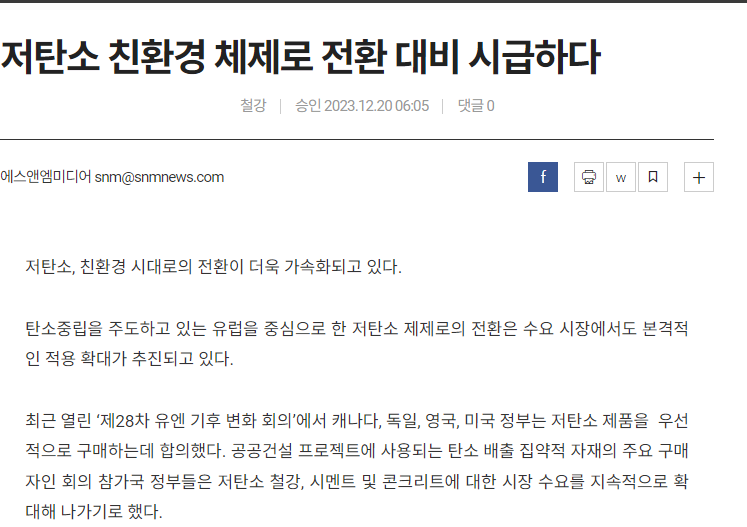 저탄소 친환경 체제로 전환 대비 시급하다
철강 승인 2023.12.20 06:05 댓글 0
에스앤엠미디어 snm@snmnews.com
f w +
저탄소, 친환경 시대로의 전환이 더욱 가속화되고 있다.
탄소중립을 주도하고 있는 유럽을 중심으로 한 저탄소 제제로의 전환은 수요 시장에서도 본격적
인 적용 확대가 추진되고 있다.
최근 열린 ‘제28차 유엔 기후 변화 회의’에서 캐나다, 독일, 영국, 미국 정부는 저탄소 제품을 우선
적으로 구매하는데 합의했다. 공공건설 프로젝트에 사용되는 탄소 배출 집약적 자재의 주요 구매
자인 회의 참가국 정부들은 저탄소 철강, 시멘트 및 콘크리트에 대한 시장 수요를 지속적으로 확
대해 나가기로 했다.